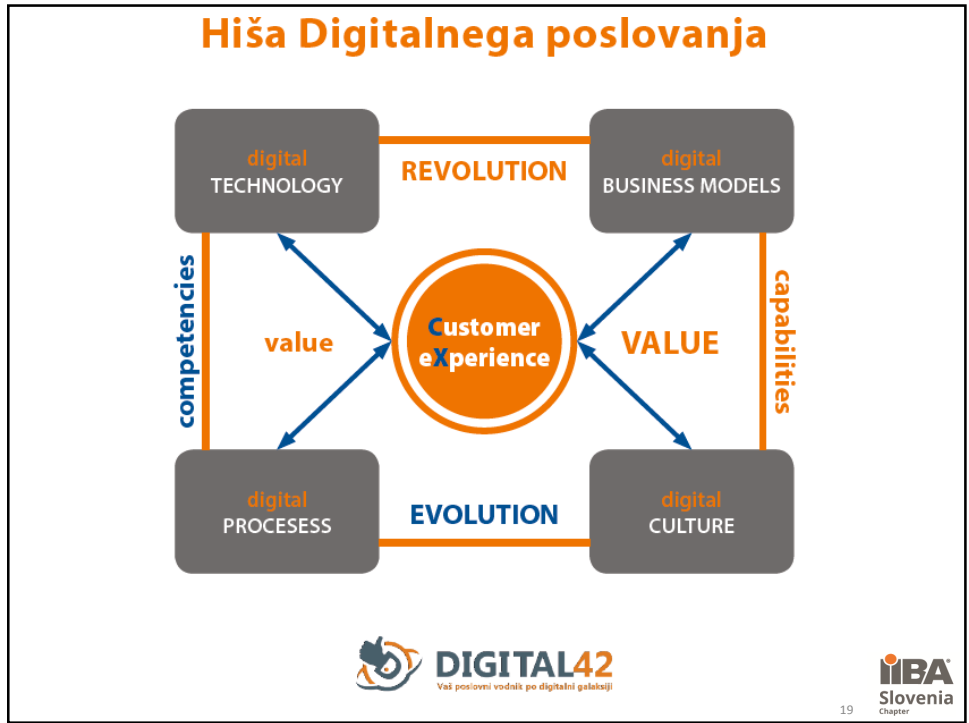 Hiša Digitalnega poslovanja
digital
TECHNOLOGY
REVOLUTION
digital
BUSINESS MODELS
competencies
value
Customer
eXperience
VALUE
capabilities
digital
PROCESESS
EVOLUTION
digital
CULTURE
DIGITAL42
Vaš poslovni vodnik po digitalni galaksiji
19
iiBA
Slovenia
Chapter